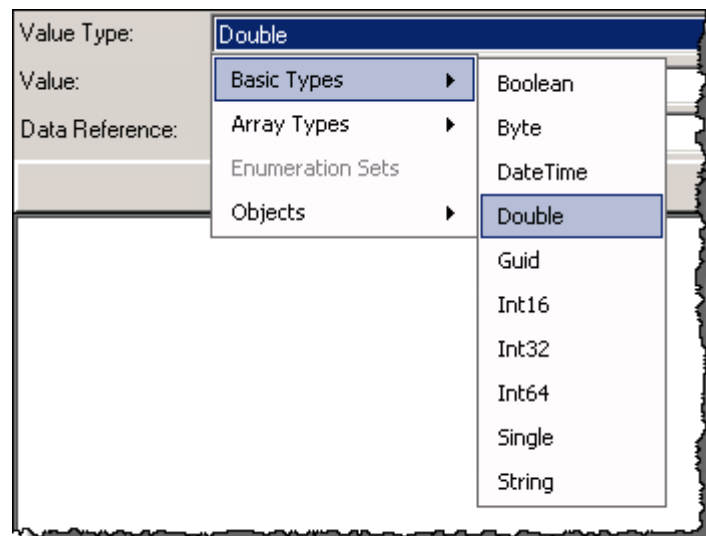 Value Type:
Double
Value:
Data Reference:
Basic Types
Array Types
Enumeration Sets
Objects
Boolean
Byte
DateTime
Double
Guid
Int16
Int32
Int64
Single
String